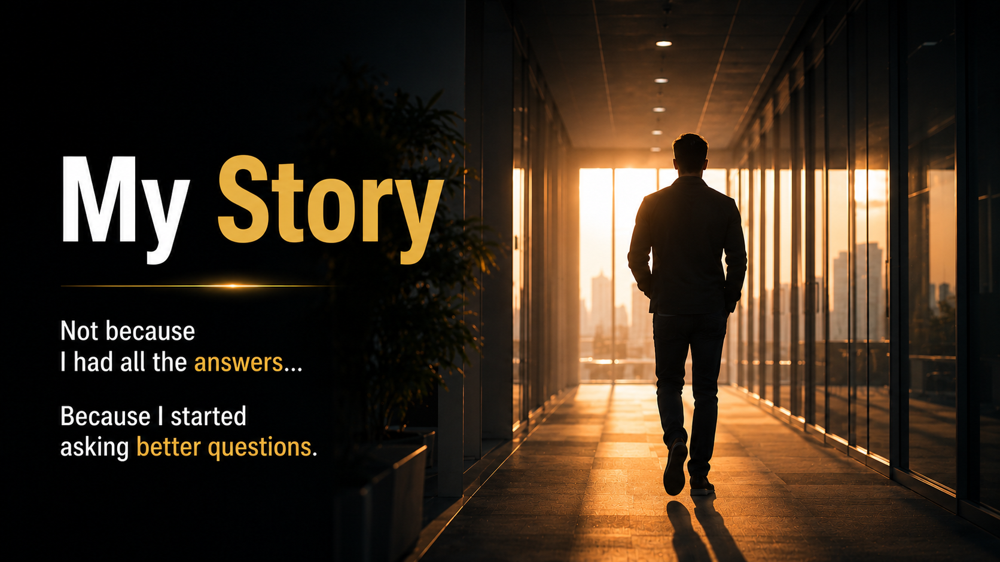 My Story
Not because
I had all the answers...
Because I started
asking better questions.